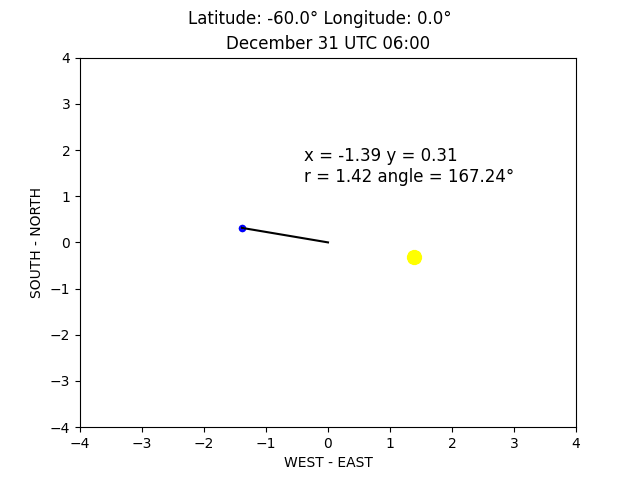 Latitude: -60.0° Longitude: 0.0°
December 31 UTC 06:00
x = -1.39 y = 0.31
r = 1.42 angle = 167.24°
SOUTH - NORTH
4
3
2
1
0
−1
−2
−3
−4
−4 −3 −2 −1 0 1 2 3 4
WEST - EAST